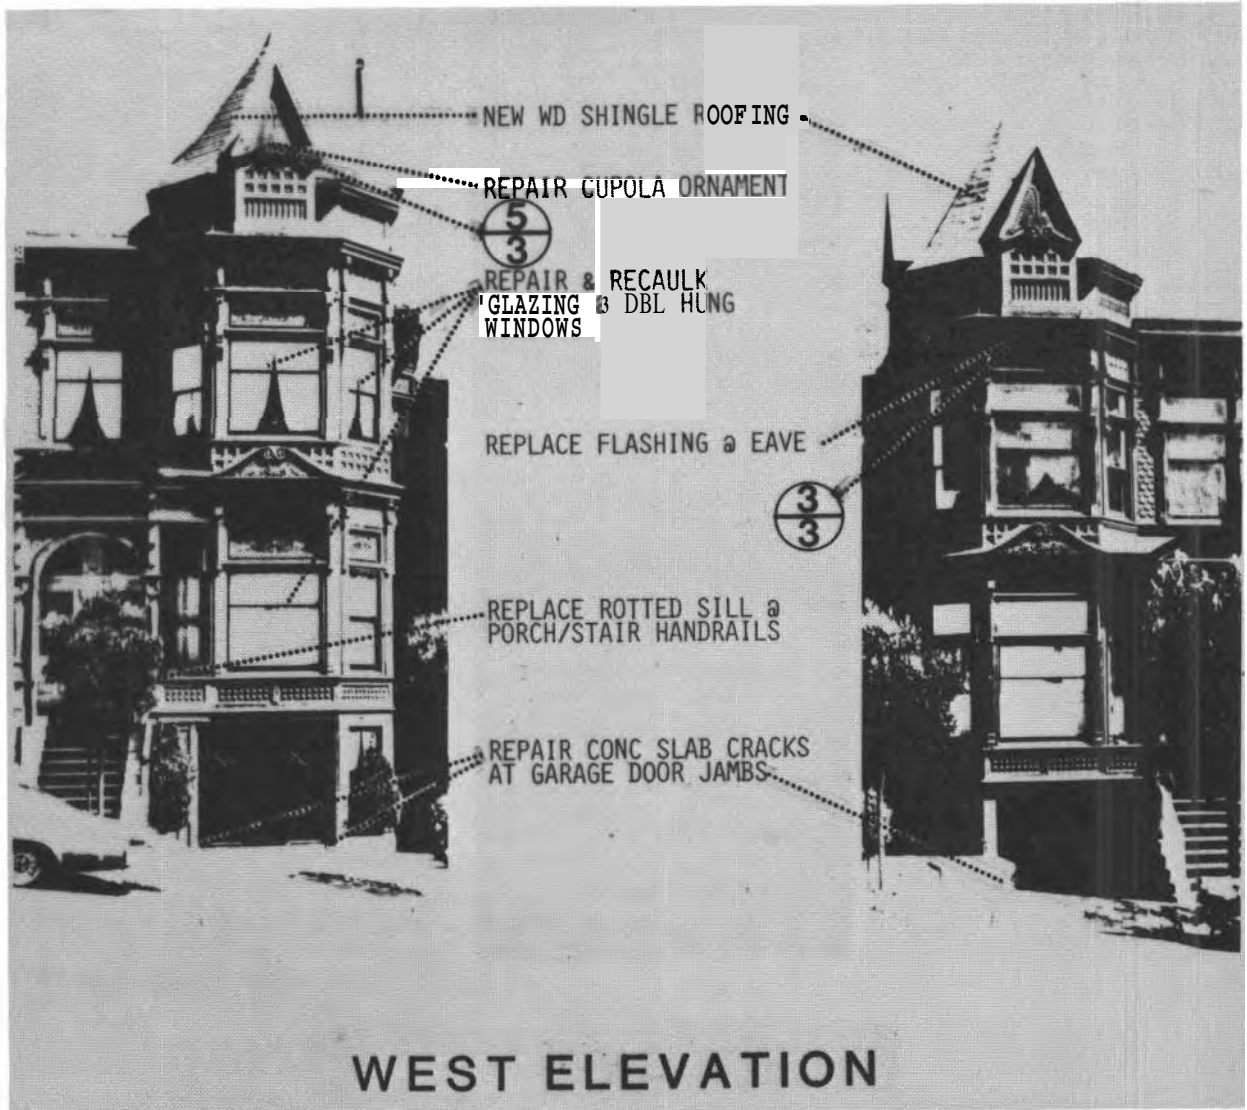 NEW WD SHINGLE ROOFING
REPAIR CUPOLA ORNAMENT
5
3
REPAIR & RECAULK
GLAZING @ DBL HUNG
WINDOWS
REPLACE FLASHING @ EAVE
3
3
REPLACE ROTTED SILL @
PORCH/STAIR HANDRAILS
REPAIR CONC SLAB CRACKS
AT GARAGE DOOR JAMBS
WEST ELEVATION